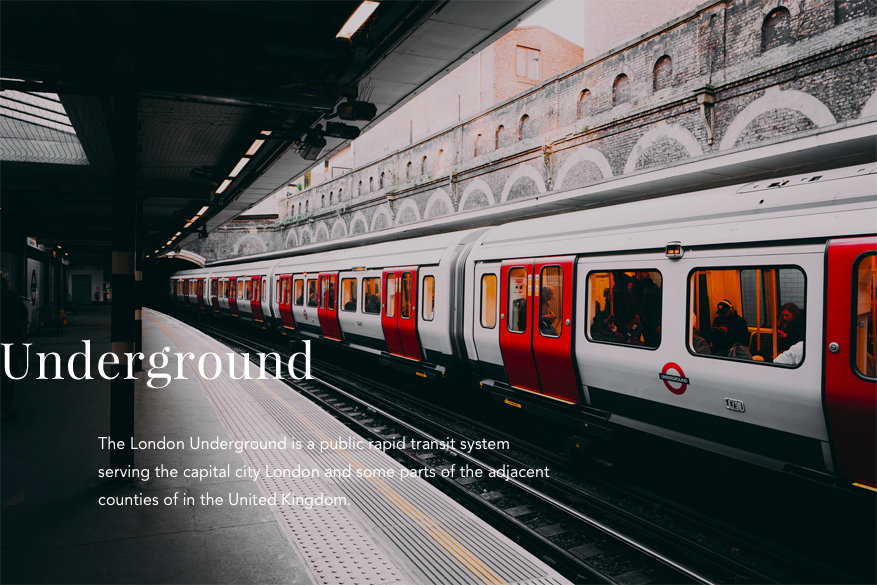 Underground
The London Underground is a public rapid transit system
serving the capital city London and some parts of the adjacent
counties of in the United Kingdom.
UNDERGROUND